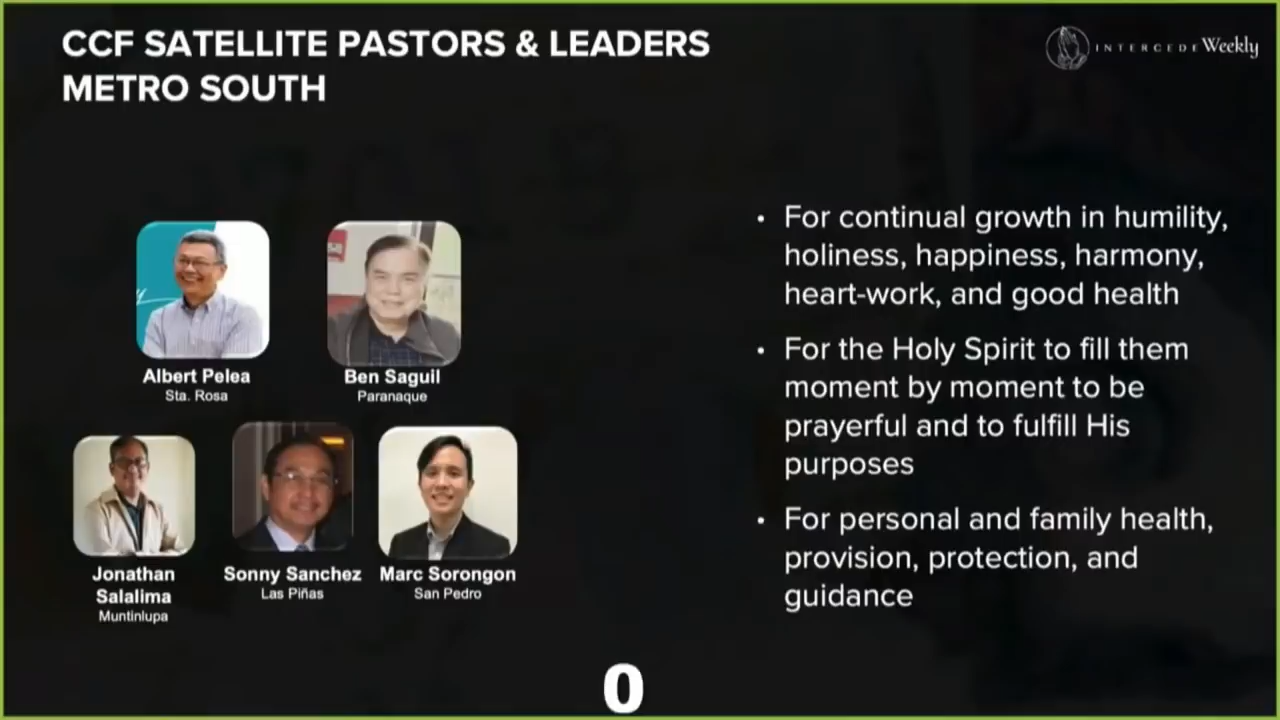 CCF SATELLITE PASTORS & LEADERS
METRO SOUTH
INTERCEDE Weekly
Albert Pelea
Sta. Rosa
Ben Saguil
Paranaque
Jonathan
Salalima
Muntinlupa
Sonny Sanchez
Las Piñas
Marc Sorongon
San Pedro
• For continual growth in humility,
holiness, happiness, harmony,
heart-work, and good health
• For the Holy Spirit to fill them
moment by moment to be
prayerful and to fulfill His
purposes
• For personal and family health,
provision, protection, and
guidance
0